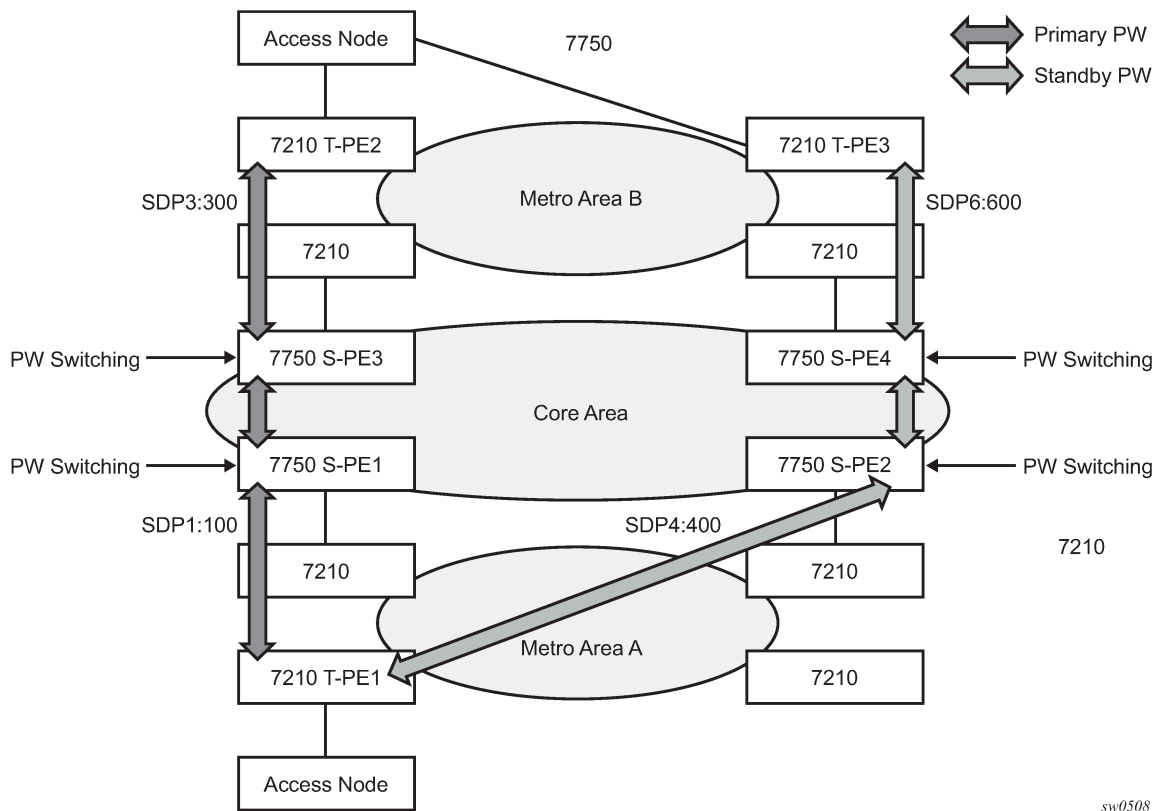 Access Node
7750
Primary PW
Standby PW
7210 T-PE2
7210 T-PE3
SDP3:300
Metro Area B
SDP6:600
7210
7210
PW Switching
7750 S-PE3
7750 S-PE4
PW Switching
Core Area
PW Switching
7750 S-PE1
7750 S-PE2
PW Switching
SDP1:100
SDP4:400
7210
7210
7210
Metro Area A
7210 T-PE1
7210
Access Node
sw0508